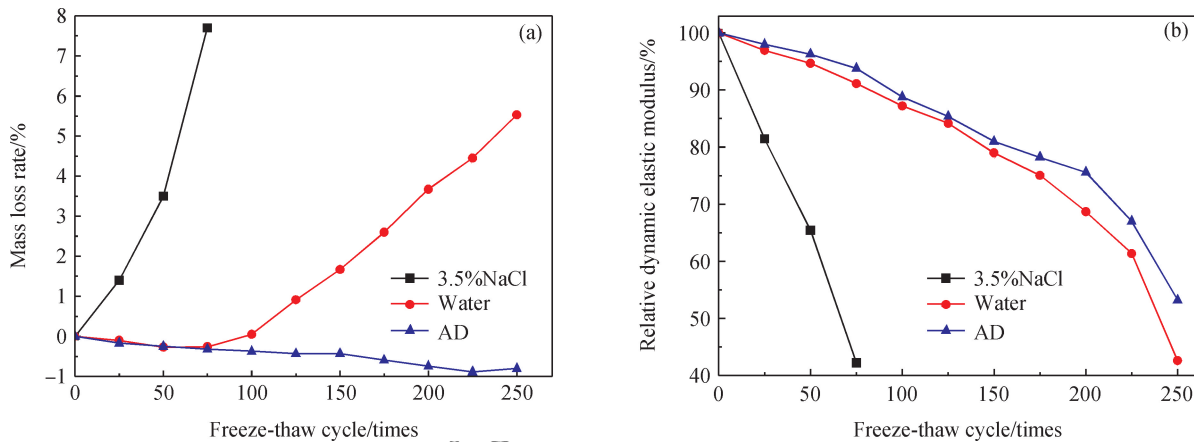 (a)
Mass loss rate/%
8
7
6
5
4
3
2
1
0
−1
3.5%NaCl
Water
AD
0 50 100 150 200 250
Freeze-thaw cycle/times
(b)
Relative dynamic elastic modulus/%
100
90
80
70
60
50
40
3.5%NaCl
Water
AD
0 50 100 150 200 250
Freeze-thaw cycle/times